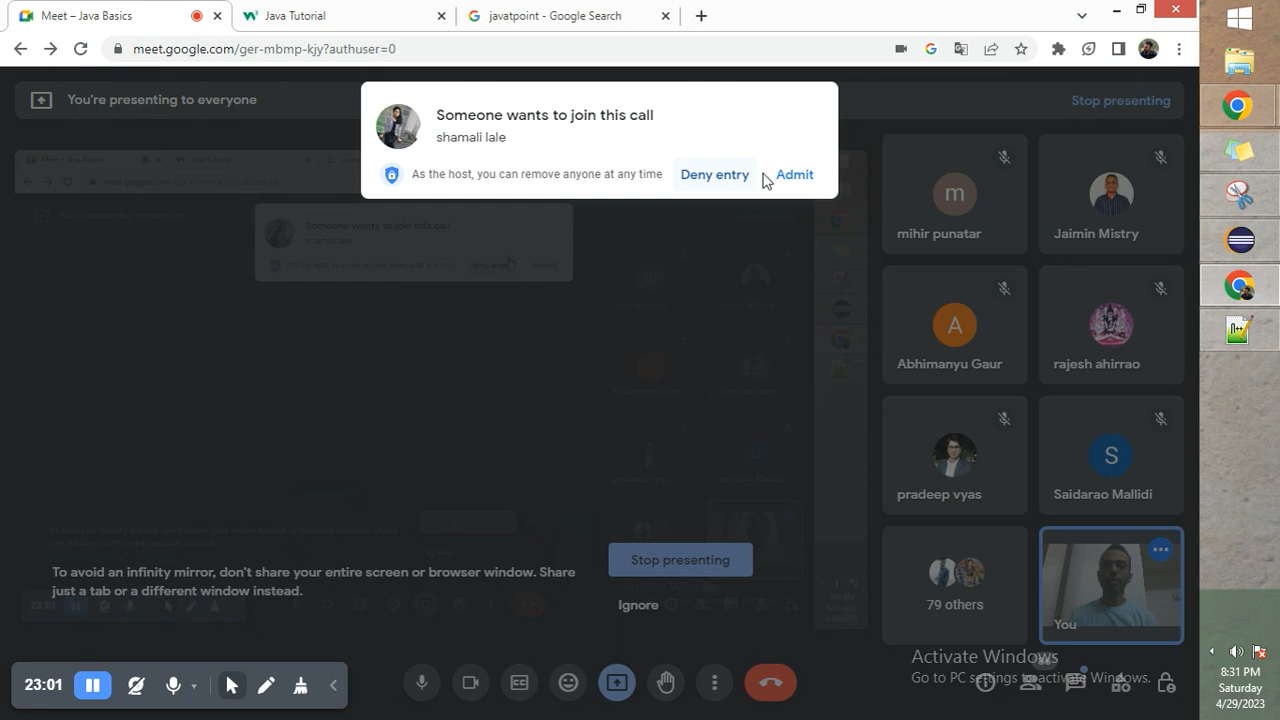 Meet – Java Basics
Java Tutorial
javatpoint - Google Search
meet.google.com/ger-mbmp-kjy?authuser=0
You're presenting to everyone
Stop presenting
Someone wants to join this call
shamali lale
As the host, you can remove anyone at any time
Deny entry
Admit
m
mihir punatar
Jaimin Mistry
A
Abhimanyu Gaur
rajesh ahirrao
pradeep vyas
S
Saidarao Mallidi
Stop presenting
To avoid an infinity mirror, don't share your entire screen or browser window. Share
just a tab or a different window instead.
Ignore
79 others
You
Activate Windows
Go to PC settings to activate Windows.
23:01
8:31 PM
Saturday
4/29/2023